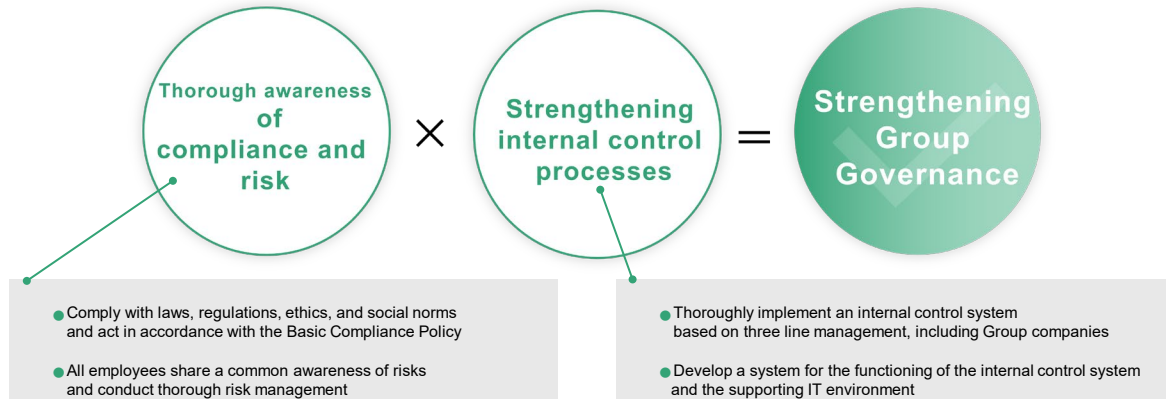 Thorough awareness
of
compliance and
risk
×
Strengthening
internal control
processes
=
Strengthening
Group
Governance
Comply with laws, regulations, ethics, and social norms
and act in accordance with the Basic Compliance Policy
All employees share a common awareness of risks
and conduct thorough risk management
Thoroughly implement an internal control system
based on three line management, including Group companies
Develop a system for the functioning of the internal control system
and the supporting IT environment